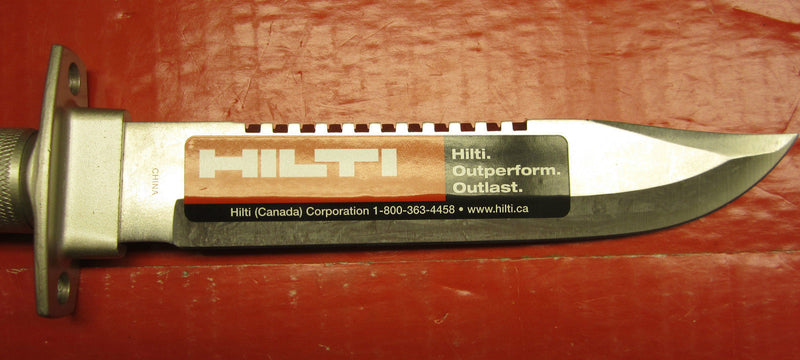 CHINA
HILTI
Hilti.
Outperform.
Outlast.
Hilti (Canada) Corporation 1-800-363-4458 • www.hilti.ca